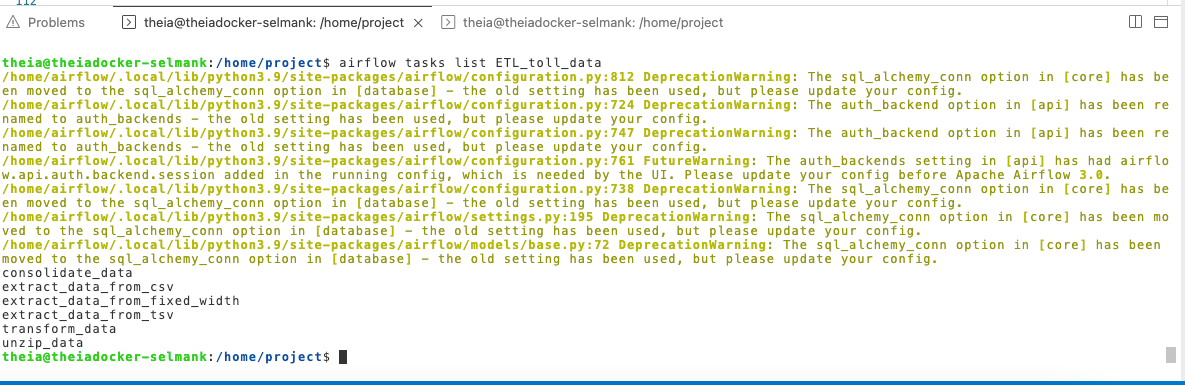 112
Problems
theia@theiadocker-selmank: /home/project
theia@theiadocker-selmank: /home/project
theia@theiadocker-selmank:/home/project$ airflow tasks list ETL_toll_data
/home/airflow/.local/lib/python3.9/site-packages/airflow/configuration.py:812 DeprecationWarning: The sql_alchemy_conn option in [core] has be
en moved to the sql_alchemy_conn option in [database] - the old setting has been used, but please update your config.
/home/airflow/.local/lib/python3.9/site-packages/airflow/configuration.py:724 DeprecationWarning: The auth_backend option in [api] has been re
named to auth_backends - the old setting has been used, but please update your config.
/home/airflow/.local/lib/python3.9/site-packages/airflow/configuration.py:747 DeprecationWarning: The auth_backend option in [api] has been re
named to auth_backends - the old setting has been used, but please update your config.
/home/airflow/.local/lib/python3.9/site-packages/airflow/configuration.py:761 FutureWarning: The auth_backends setting in [api] has had airflo
w.api.auth.backend.session added in the running config, which is needed by the UI. Please update your config before Apache Airflow 3.0.
/home/airflow/.local/lib/python3.9/site-packages/airflow/configuration.py:738 DeprecationWarning: The sql_alchemy_conn option in [core] has be
en moved to the sql_alchemy_conn option in [database] - the old setting has been used, but please update your config.
/home/airflow/.local/lib/python3.9/site-packages/airflow/settings.py:195 DeprecationWarning: The sql_alchemy_conn option in [core] has been mo
ved to the sql_alchemy_conn option in [database] - the old setting has been used, but please update your config.
/home/airflow/.local/lib/python3.9/site-packages/airflow/models/base.py:72 DeprecationWarning: The sql_alchemy_conn option in [core] has been
moved to the sql_alchemy_conn option in [database] - the old setting has been used, but please update your config.
consolidate_data
extract_data_from_csv
extract_data_from_fixed_width
extract_data_from_tsv
transform_data
unzip_data
theia@theiadocker-selmank:/home/project$